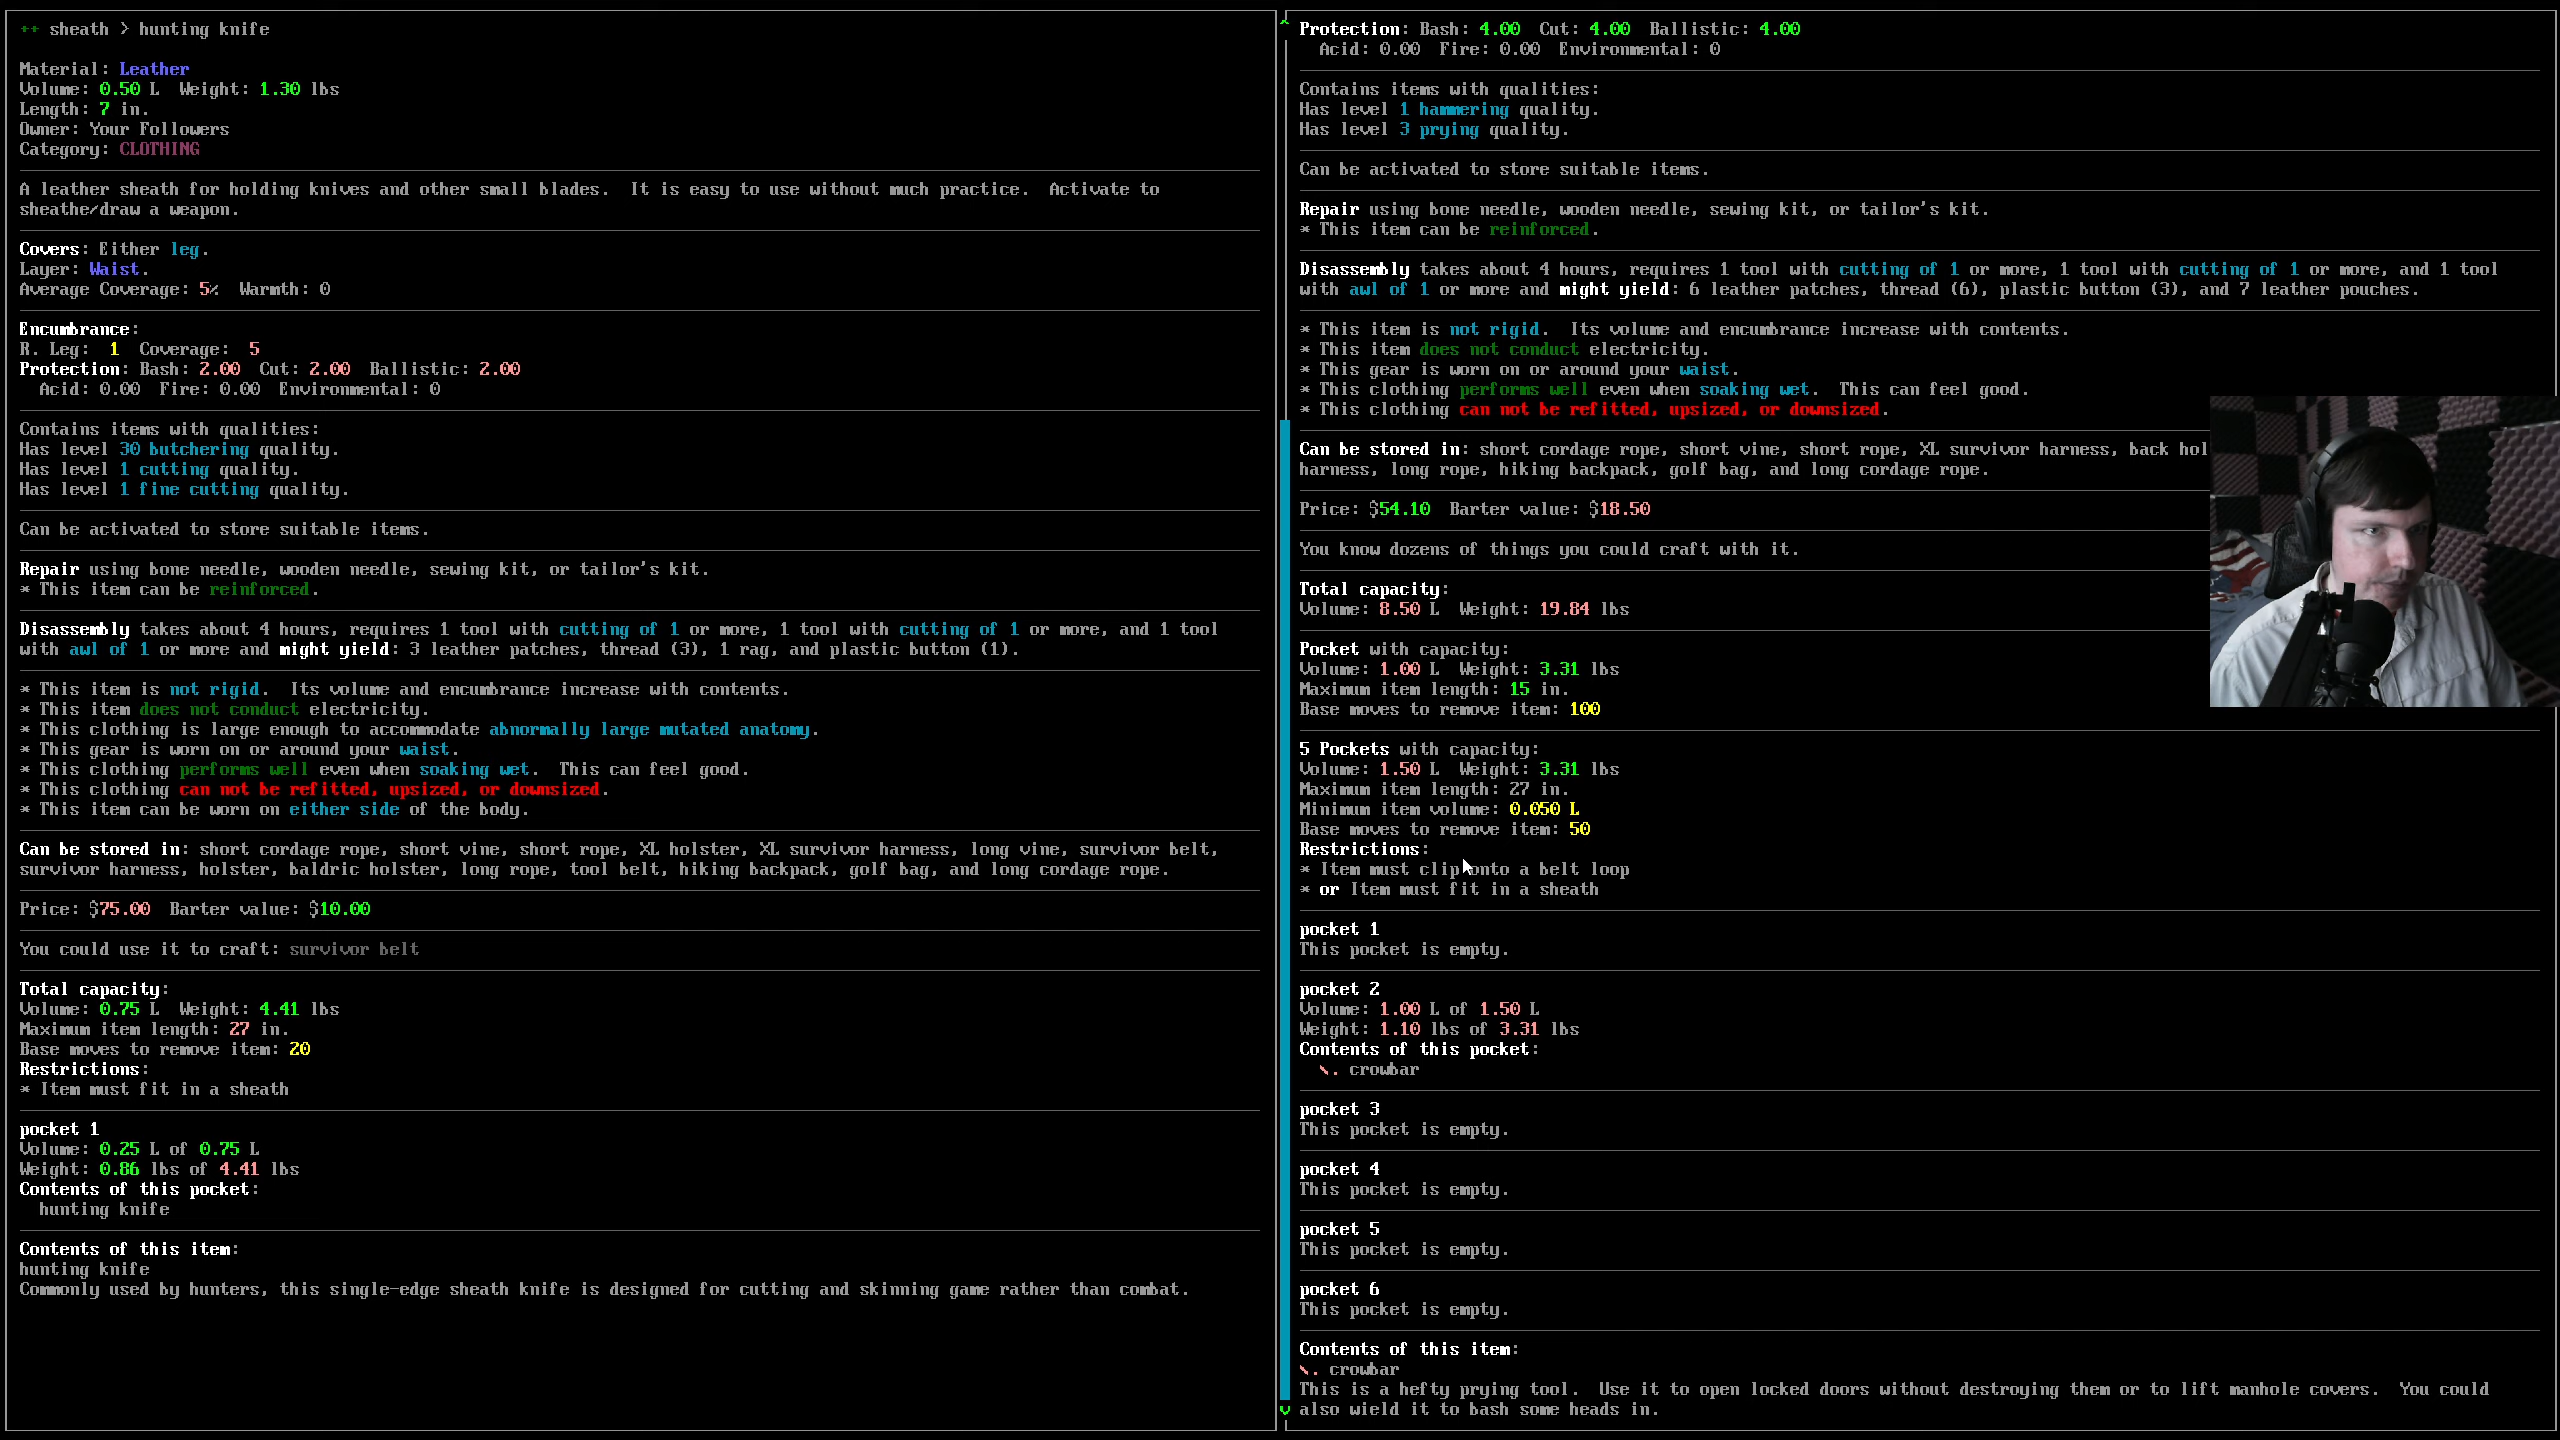 ++ sheath > hunting knife
Material: Leather
Volume: 0.50 L  Weight: 1.30 lbs
Length: 7 in.
Owner: Your Followers
Category: CLOTHING
A leather sheath for holding knives and other small blades.  It is easy to use without much practice.  Activate to
sheathe/draw a weapon.
Covers: Either leg.
Layer: Waist.
Average Coverage: 5%  Warmth: 0
Encumbrance:
R. Leg:  1  Coverage:  5
Protection: Bash: 2.00  Cut: 2.00  Ballistic: 2.00
Acid: 0.00  Fire: 0.00  Environmental: 0
Contains items with qualities:
Has level 30 butchering quality.
Has level 1 cutting quality.
Has level 1 fine cutting quality.
Can be activated to store suitable items.
Repair using bone needle, wooden needle, sewing kit, or tailor's kit.
* This item can be reinforced.
Disassembly takes about 4 hours, requires 1 tool with cutting of 1 or more, 1 tool with cutting of 1 or more, and 1 tool
with awl of 1 or more and might yield: 3 leather patches, thread (3), 1 rag, and plastic button (1).
* This item is not rigid.  Its volume and encumbrance increase with contents.
* This item does not conduct electricity.
* This clothing is large enough to accommodate abnormally large mutated anatomy.
* This gear is worn on or around your waist.
* This clothing performs well even when soaking wet.  This can feel good.
* This clothing can not be refitted, upsized, or downsized.
* This item can be worn on either side of the body.
Can be stored in: short cordage rope, short vine, short rope, XL holster, XL survivor harness, long vine, survivor belt,
survivor harness, holster, baldric holster, long rope, tool belt, hiking backpack, golf bag, and long cordage rope.
Price: $75.00  Barter value: $10.00
You could use it to craft: survivor belt
Total capacity:
Volume: 0.75 L  Weight: 4.41 lbs
Maximum item length: 27 in.
Base moves to remove item: 20
Restrictions:
* Item must fit in a sheath
pocket 1
Volume: 0.25 L of 0.75 L
Weight: 0.86 lbs of 4.41 lbs
Contents of this pocket:
hunting knife
Contents of this item:
hunting knife
Commonly used by hunters, this single-edge sheath knife is designed for cutting and skinning game rather than combat.
Protection: Bash: 4.00  Cut: 4.00  Ballistic: 4.00
Acid: 0.00  Fire: 0.00  Environmental: 0
Contains items with qualities:
Has level 1 hammering quality.
Has level 3 prying quality.
Can be activated to store suitable items.
Repair using bone needle, wooden needle, sewing kit, or tailor's kit.
* This item can be reinforced.
Disassembly takes about 4 hours, requires 1 tool with cutting of 1 or more, 1 tool with cutting of 1 or more, and 1 tool
with awl of 1 or more and might yield: 6 leather patches, thread (6), plastic button (3), and 7 leather pouches.
* This item is not rigid.  Its volume and encumbrance increase with contents.
* This item does not conduct electricity.
* This gear is worn on or around your waist.
* This clothing performs well even when soaking wet.  This can feel good.
* This clothing can not be refitted, upsized, or downsized.
Can be stored in: short cordage rope, short vine, short rope, XL survivor harness, back hol
harness, long rope, hiking backpack, golf bag, and long cordage rope.
Price: $54.10  Barter value: $18.50
You know dozens of things you could craft with it.
Total capacity:
Volume: 8.50 L  Weight: 19.84 lbs
Pocket with capacity:
Volume: 1.00 L  Weight: 3.31 lbs
Maximum item length: 15 in.
Base moves to remove item: 100
5 Pockets with capacity:
Volume: 1.50 L  Weight: 3.31 lbs
Maximum item length: 27 in.
Minimum item volume: 0.050 L
Base moves to remove item: 50
Restrictions:
* Item must clip onto a belt loop
* or Item must fit in a sheath
pocket 1
This pocket is empty.
pocket 2
Volume: 1.00 L of 1.50 L
Weight: 1.10 lbs of 3.31 lbs
Contents of this pocket:
\. crowbar
pocket 3
This pocket is empty.
pocket 4
This pocket is empty.
pocket 5
This pocket is empty.
pocket 6
This pocket is empty.
Contents of this item:
\. crowbar
This is a hefty prying tool.  Use it to open locked doors without destroying them or to lift manhole covers.  You could
also wield it to bash some heads in.